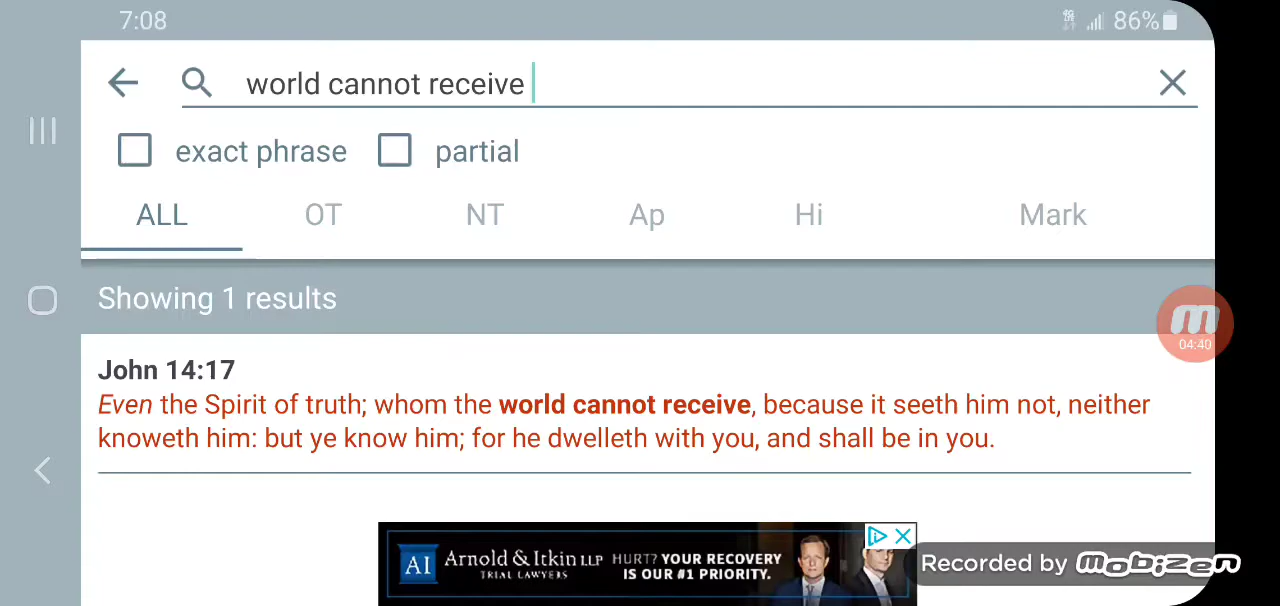 7:08
4G 86%
world cannot receive
exact phrase partial
ALL OT NT Ap Hi Mark
Showing 1 results
John 14:17
Even the Spirit of truth; whom the world cannot receive, because it seeth him not, neither
knoweth him: but ye know him; for he dwelleth with you, and shall be in you.
04:40
AI Arnold & Itkin LLP
TRIAL LAWYERS
HURT? YOUR RECOVERY
IS OUR #1 PRIORITY.
Recorded by mobizen